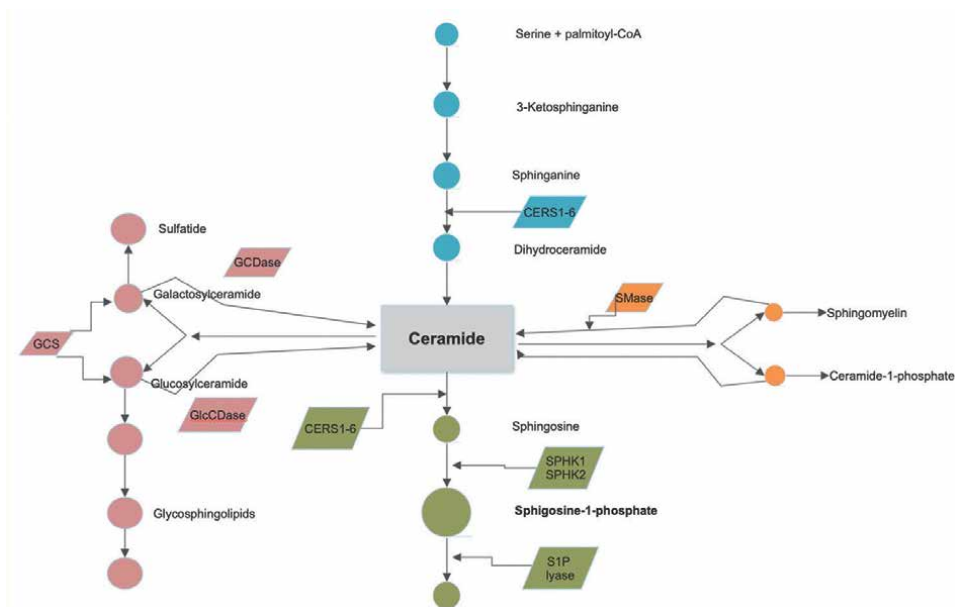 Serine + palmitoyl-CoA
3-Ketosphinganine
Sphinganine
CERS1-6
Dihydroceramide
Sulfatide
GCDase
Galactosylceramide
GCS
Glucosylceramide
GlcCDase
Glycosphingolipids
Ceramide
SMase
Sphingomyelin
Ceramide-1-phosphate
CERS1-6
Sphingosine
SPHK1
SPHK2
Sphigosine-1-phosphate
S1P
lyase